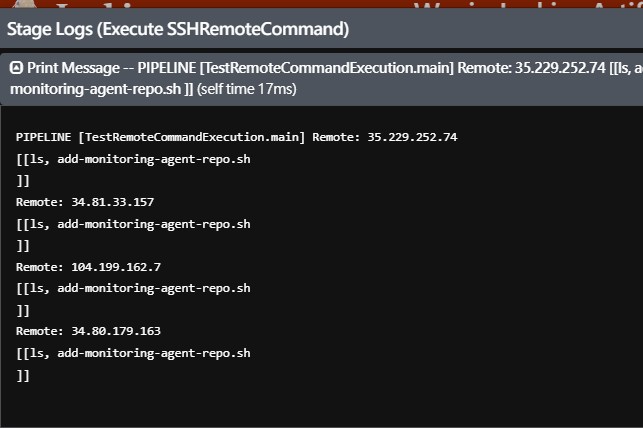 Stage Logs (Execute SSHRemoteCommand)
Print Message -- PIPELINE [TestRemoteCommandExecution.main] Remote: 35.229.252.74 [[ls,
monitoring-agent-repo.sh ]] (self time 17ms)
PIPELINE [TestRemoteCommandExecution.main] Remote: 35.229.252.74
[[ls, add-monitoring-agent-repo.sh
]]
Remote: 34.81.33.157
[[ls, add-monitoring-agent-repo.sh
]]
Remote: 104.199.162.7
[[ls, add-monitoring-agent-repo.sh
]]
Remote: 34.80.179.163
[[ls, add-monitoring-agent-repo.sh
]]